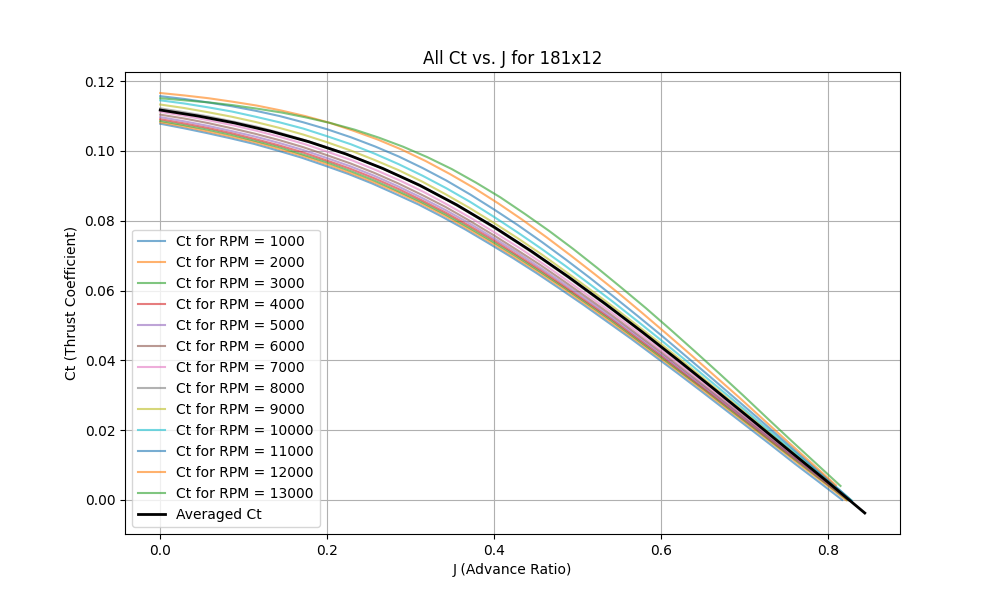 All Ct vs. J for 181x12
Ct (Thrust Coefficient)
0.12
0.10
0.08
0.06
0.04
0.02
0.00
Ct for RPM = 1000
Ct for RPM = 2000
Ct for RPM = 3000
Ct for RPM = 4000
Ct for RPM = 5000
Ct for RPM = 6000
Ct for RPM = 7000
Ct for RPM = 8000
Ct for RPM = 9000
Ct for RPM = 10000
Ct for RPM = 11000
Ct for RPM = 12000
Ct for RPM = 13000
Averaged Ct
0.0 0.2 0.4 0.6 0.8
J (Advance Ratio)